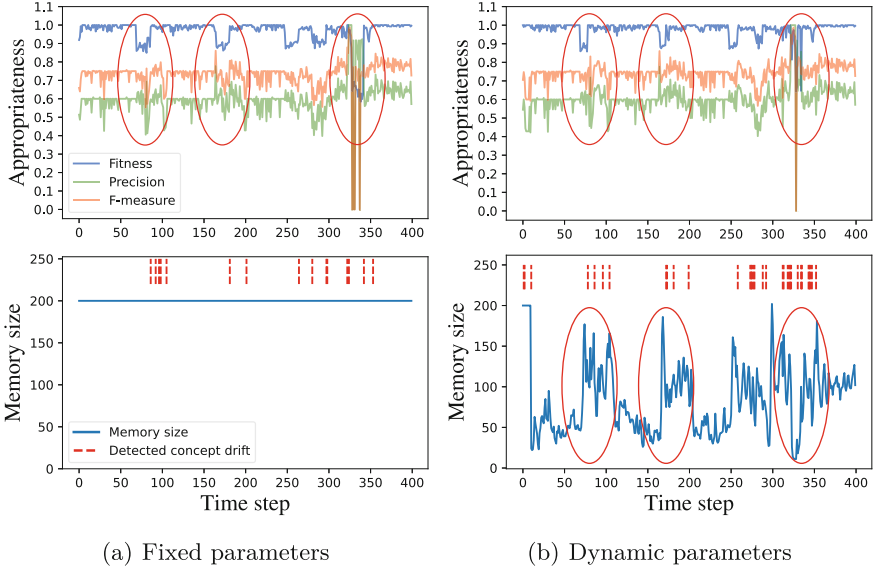 1.1
1.0
0.9
0.8
0.7
0.6
0.5
0.4
0.3
0.2
0.1
0.0
Appropriateness
Fitness
Precision
F-measure
0 50 100 150 200 250 300 350 400
1.1
1.0
0.9
0.8
0.7
0.6
0.5
0.4
0.3
0.2
0.1
0.0
Appropriateness
0 50 100 150 200 250 300 350 400
250
200
150
100
50
0
Memory size
Memory size
Detected concept drift
0 50 100 150 200 250 300 350 400
Time step
250
200
150
100
50
0
Memory size
0 50 100 150 200 250 300 350 400
Time step
(a) Fixed parameters
(b) Dynamic parameters